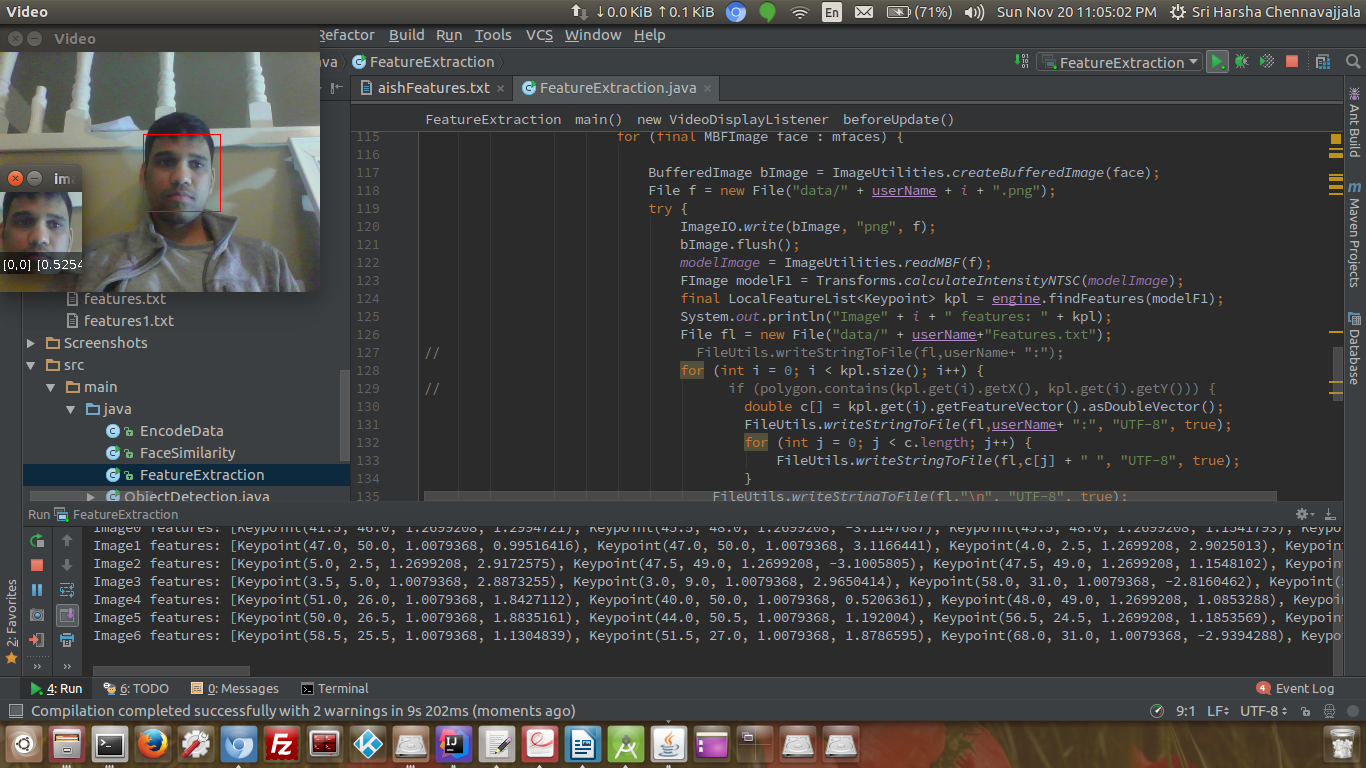 Video
↓0.0 KiB ↑0.1 KiB
En
(71%)
Sun Nov 20 11:05:02 PM
Sri Harsha Chennavajjala
Video
Refactor Build Run Tools VCS Window Help
FeatureExtraction
FeatureExtraction
aishFeatures.txt
FeatureExtraction.java
FeatureExtraction main() new VideoDisplayListener beforeUpdate()
115 for (final MBFImage face : mfaces) {
116
117 BufferedImage bImage = ImageUtilities.createBufferedImage(face);
118 File f = new File("data/" + userName + i + ".png");
119 try {
120 ImageIO.write(bImage, "png", f);
121 bImage.flush();
122 modelImage = ImageUtilities.readMBF(f);
123 FImage modelF1 = Transforms.calculateIntensityNTSC(modelImage);
124 final LocalFeatureList<Keypoint> kpl = engine.findFeatures(modelF1);
125 System.out.println("Image" + i + " features: " + kpl);
126 File fl = new File("data/" + userName+"Features.txt");
127 // FileUtils.writeStringToFile(fl,userName+ ":");
128 for (int i = 0; i < kpl.size(); i++) {
129 // if (polygon.contains(kpl.get(i).getX(), kpl.get(i).getY())) {
130 double c[] = kpl.get(i).getFeatureVector().asDoubleVector();
131 FileUtils.writeStringToFile(fl,userName+ ":", "UTF-8", true);
132 for (int j = 0; j < c.length; j++) {
133 FileUtils.writeStringToFile(fl,c[j] + " ", "UTF-8", true);
134 }
135 FileUtils.writeStringToFile(fl,"\n", "UTF-8", true);
[0,0] [0.5254
features.txt
features1.txt
Screenshots
src
main
java
EncodeData
FaceSimilarity
FeatureExtraction
ObjectDetection.java
Ant Build
Maven Projects
Database
2: Favorites
Run FeatureExtraction
Image0 features: [Keypoint(41.5, 46.0, 1.2699208, 1.2994721), Keypoint(45.5, 48.0, 1.2699208, -3.1147687), Keypoint(45.5, 48.0, 1.2699208, 1.1541793), Keypo
Image1 features: [Keypoint(47.0, 50.0, 1.0079368, 0.99516416), Keypoint(47.0, 50.0, 1.0079368, 3.1166441), Keypoint(4.0, 2.5, 1.2699208, 2.9025013), Keypoin
Image2 features: [Keypoint(5.0, 2.5, 1.2699208, 2.9172575), Keypoint(47.5, 49.0, 1.2699208, -3.1005805), Keypoint(47.5, 49.0, 1.2699208, 1.1548102), Keypoin
Image3 features: [Keypoint(3.5, 5.0, 1.0079368, 2.8873255), Keypoint(3.0, 9.0, 1.0079368, 2.9650414), Keypoint(58.0, 31.0, 1.0079368, -2.8160462), Keypoint(
Image4 features: [Keypoint(51.0, 26.0, 1.0079368, 1.8427112), Keypoint(40.0, 50.0, 1.0079368, 0.5206361), Keypoint(48.0, 49.0, 1.2699208, 1.0853288), Keypoin
Image5 features: [Keypoint(50.0, 26.5, 1.0079368, 1.8835161), Keypoint(44.0, 50.5, 1.0079368, 1.192004), Keypoint(56.5, 24.5, 1.2699208, 1.1853569), Keypoint
Image6 features: [Keypoint(58.5, 25.5, 1.0079368, 1.1304839), Keypoint(51.5, 27.0, 1.0079368, 1.878655), Keypoint(68.0, 31.0, 1.0079368, -2.9394288), Keypo
4: Run 6: TODO 0: Messages Terminal
4 Event Log
Compilation completed successfully with 2 warnings in 9s 202ms (moments ago)
9:1 LF UTF-8